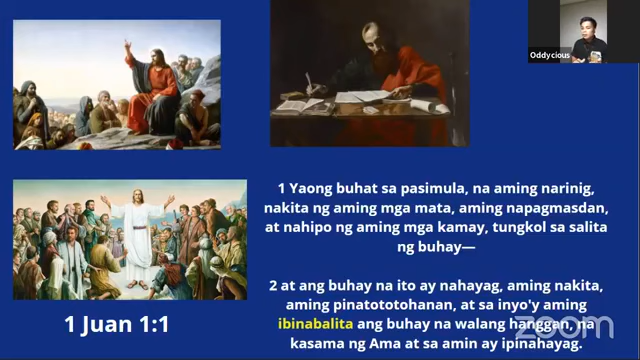 Oddycious
1 Yaong buhat sa pasimula, na aming narinig,
nakita ng aming mga mata, aming napagmasdan,
at nahipo ng aming mga kamay, tungkol sa salita
ng buhay—
2 at ang buhay na ito ay nahayag, aming nakita,
aming pinatototohanan, at sa inyo'y aming
ibinabalita ang buhay na walang hanggan, na
kasama ng Ama at sa amin ay ipinahayag.
1 Juan 1:1
zoom